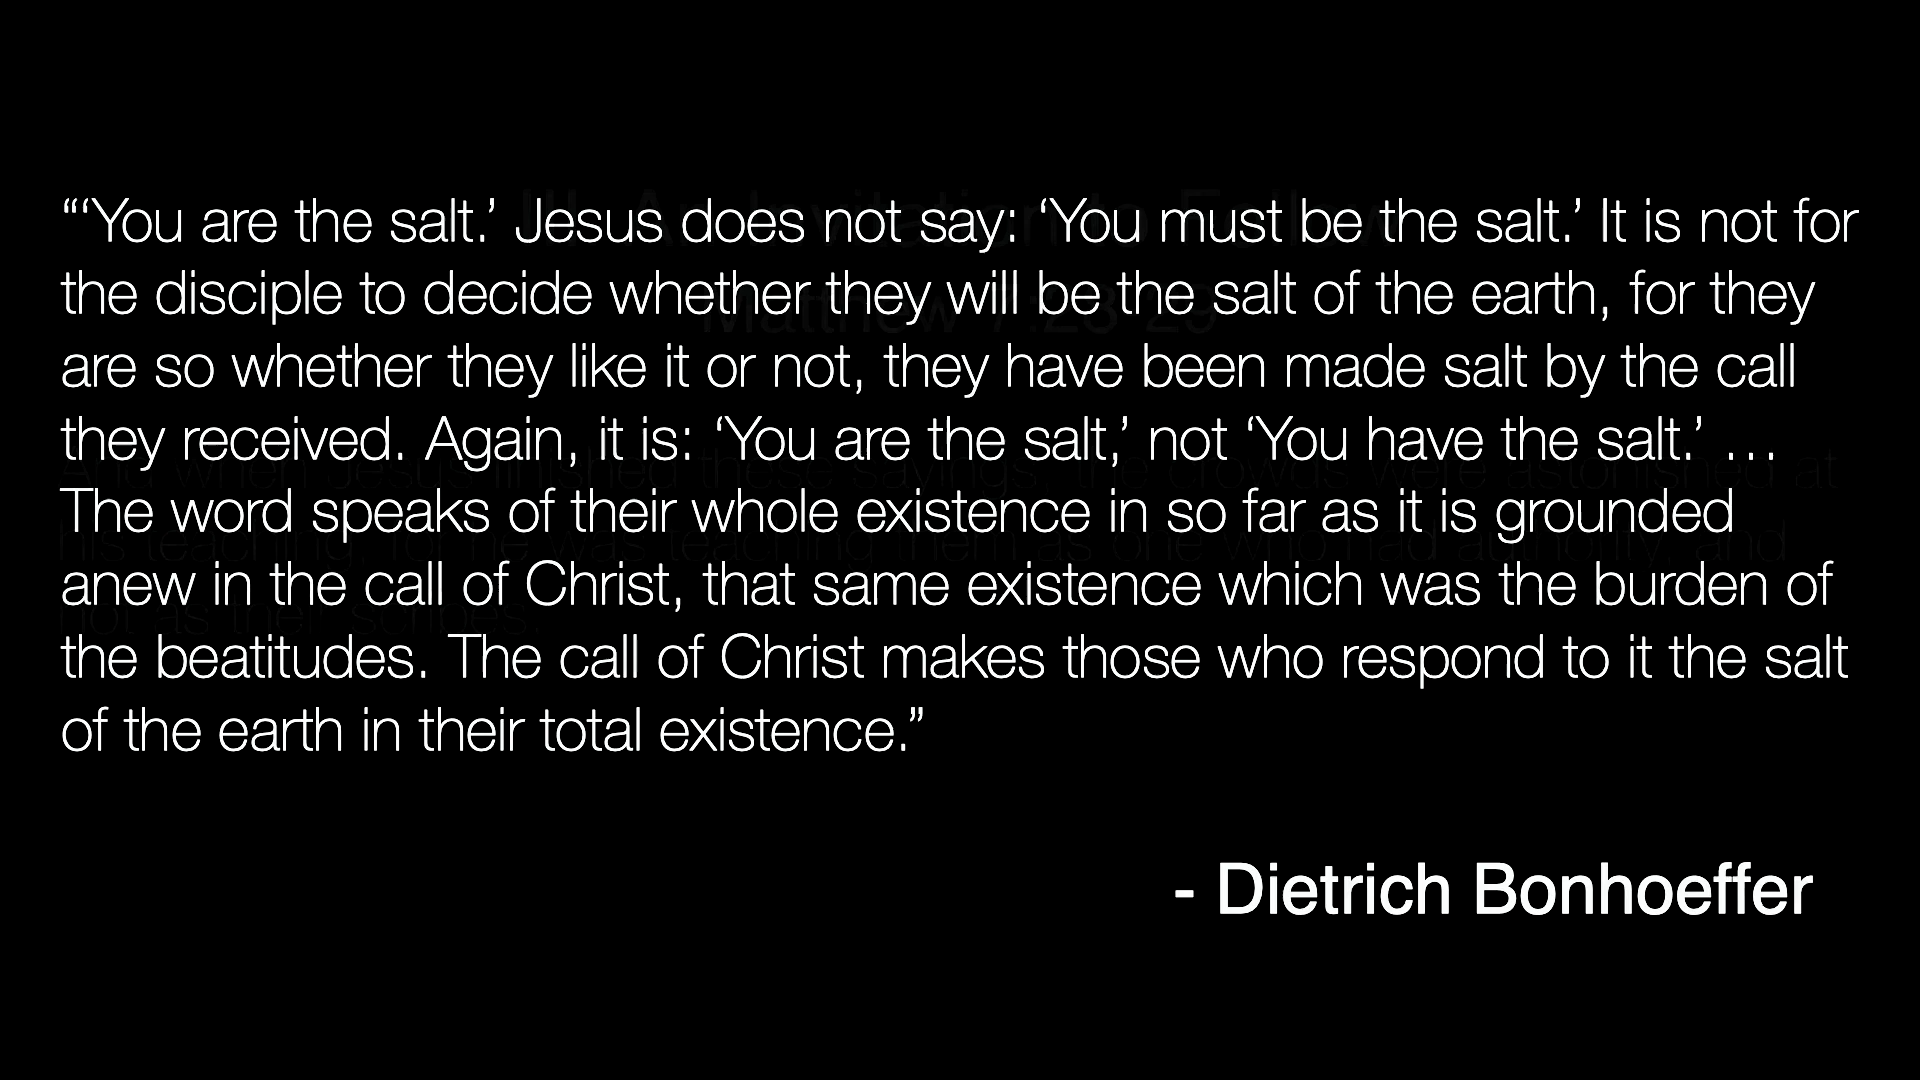 “‘You are the salt.’ Jesus does not say: ‘You must be the salt.’ It is not for
the disciple to decide whether they will be the salt of the earth, for they
are so whether they like it or not, they have been made salt by the call
they received. Again, it is: ‘You are the salt,’ not ‘You have the salt.’ …
The word speaks of their whole existence in so far as it is grounded
anew in the call of Christ, that same existence which was the burden of
the beatitudes. The call of Christ makes those who respond to it the salt
of the earth in their total existence.”
- Dietrich Bonhoeffer